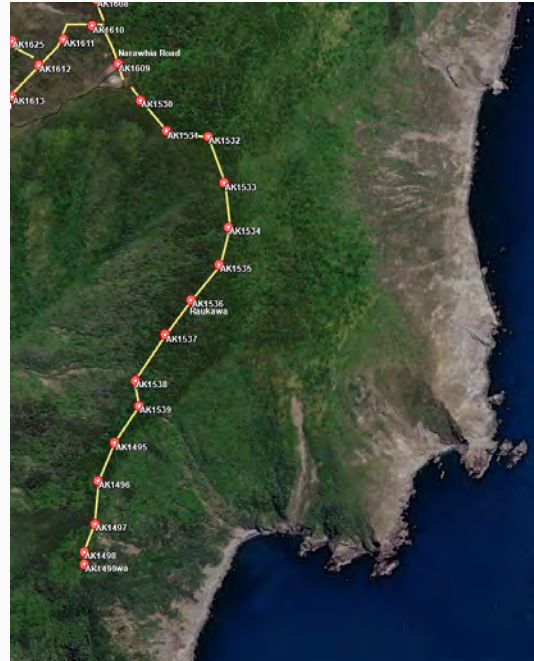 AK1608
AK1610
AK1611
AK1625
Narawhia Road
AK1612
AK1609
AK1613
AK1530
AK1531
AK1532
AK1533
AK1534
AK1535
AK1536
Raukawa
AK1537
AK1538
AK1539
AK1495
AK1496
AK1497
AK1498
AK1499wa